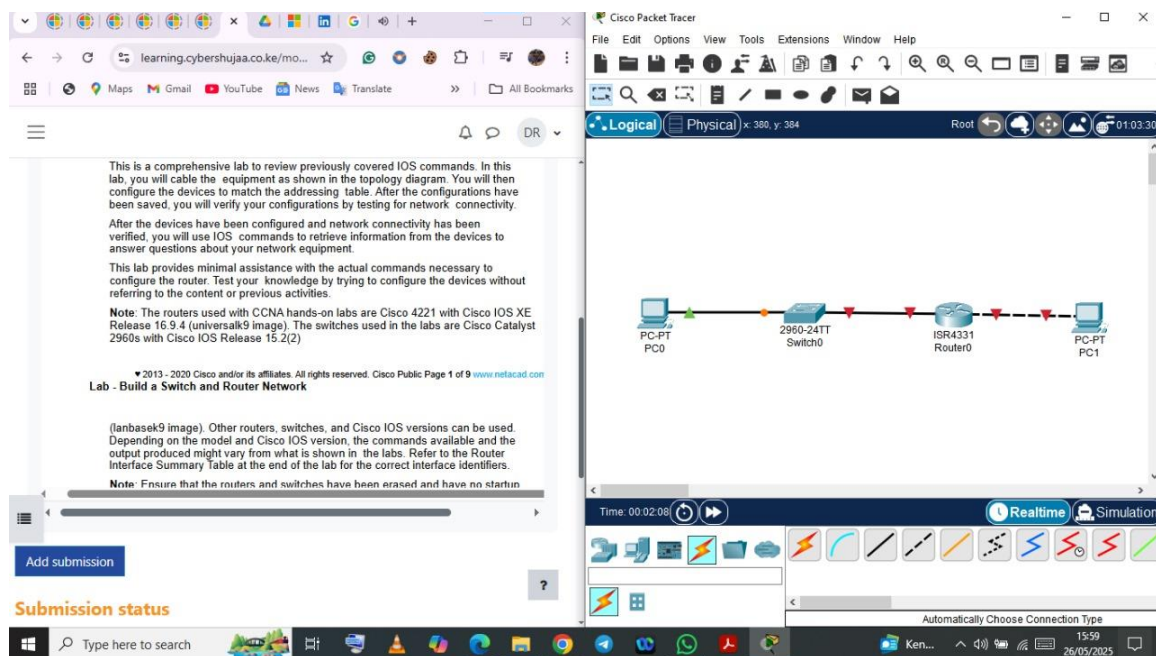 learning.cybershujaa.co.ke/mo...
Maps
Gmail
YouTube
News
Translate
»
All Bookmarks
DR
This is a comprehensive lab to review previously covered IOS commands. In this
lab, you will cable the equipment as shown in the topology diagram. You will then
configure the devices to match the addressing table. After the configurations have
been saved, you will verify your configurations by testing for network connectivity.
After the devices have been configured and network connectivity has been
verified, you will use IOS commands to retrieve information from the devices to
answer questions about your network equipment.
This lab provides minimal assistance with the actual commands necessary to
configure the router. Test your knowledge by trying to configure the devices without
referring to the content or previous activities.
Note: The routers used with CCNA hands-on labs are Cisco 4221 with Cisco IOS XE
Release 16.9.4 (universalk9 image). The switches used in the labs are Cisco Catalyst
2960s with Cisco IOS Release 15.2(2)
♥ 2013 - 2020 Cisco and/or its affiliates. All rights reserved. Cisco Public Page 1 of 9 www.netacad.com
Lab - Build a Switch and Router Network
(lanbasek9 image). Other routers, switches, and Cisco IOS versions can be used.
Depending on the model and Cisco IOS version, the commands available and the
output produced might vary from what is shown in the labs. Refer to the Router
Interface Summary Table at the end of the lab for the correct interface identifiers.
Note: Ensure that the routers and switches have been erased and have no startup
Add submission
?
Submission status
Cisco Packet Tracer
File Edit Options View Tools Extensions Window Help
Logical
Physical
x: 380, y: 384
Root
01:03:30
PC-PT
PC0
2960-24TT
Switch0
ISR4331
Router0
PC-PT
PC1
Time: 00:02:08
Realtime
Simulation
Automatically Choose Connection Type
Type here to search
Ken...
15:59
26/05/2025